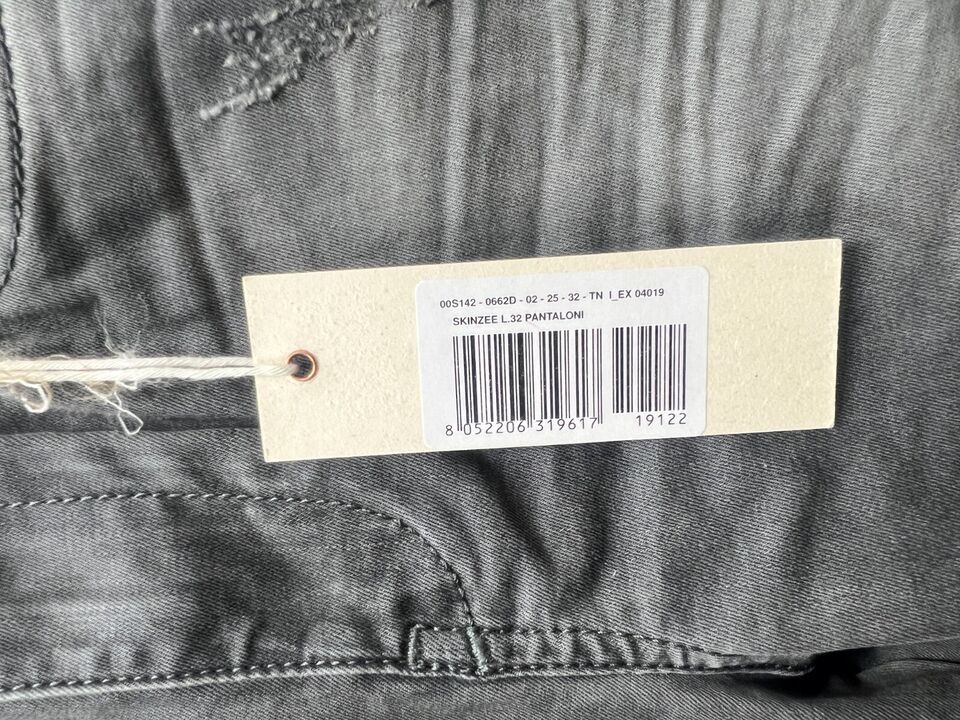 00S142 - 0662D - 02 - 25 - 32 - TN I_EX 04019
SKINZEE L.32 PANTALONI
8 052206 319617 19122